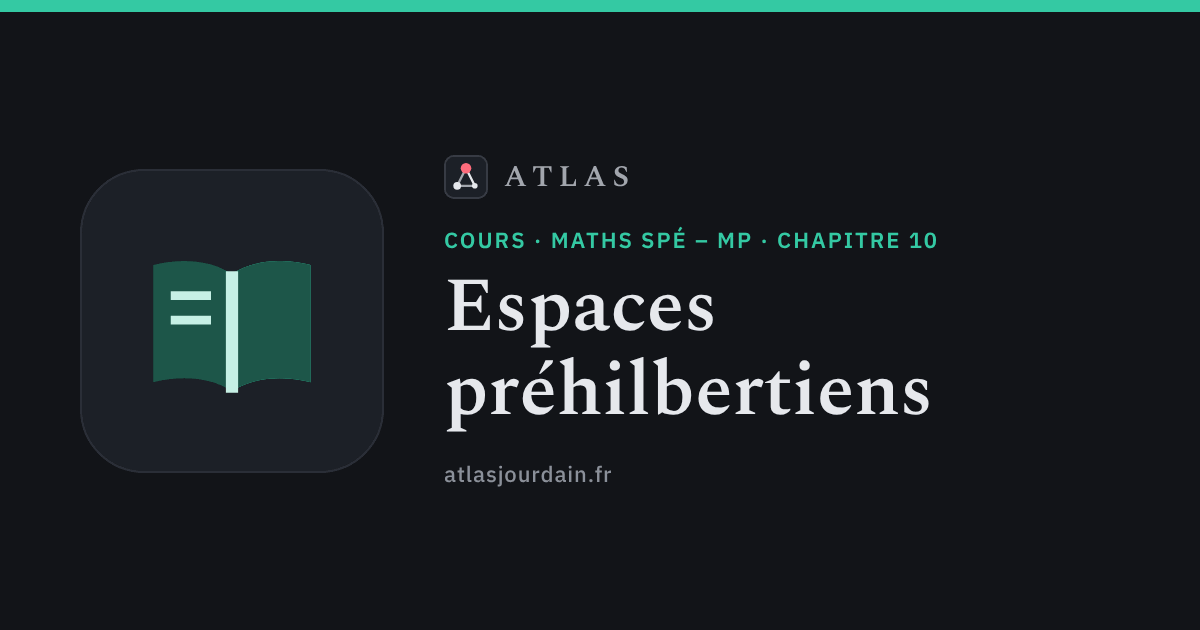 ATLAS
COURS · MATHS SPÉ – MP · CHAPITRE 10
Espaces
préhilbertiens
atlasjourdain.fr